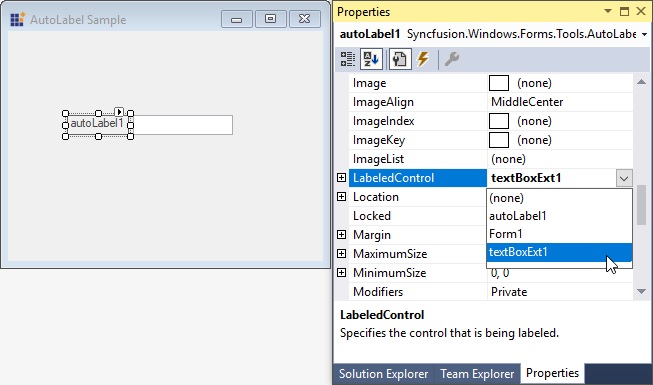 AutoLabel Sample
autoLabel1
Properties
autoLabel1 Syncfusion.Windows.Forms.Tools.AutoLabe
Image (none)
ImageAlign MiddleCenter
ImageIndex (none)
ImageKey (none)
ImageList (none)
LabeledControl textBoxExt1
Location (none)
Locked autoLabel1
Margin Form1
MaximumSize textBoxExt1
MinimumSize 0, 0
Modifiers Private
LabeledControl
Specifies the control that is being labeled.
Solution Explorer Team Explorer Properties